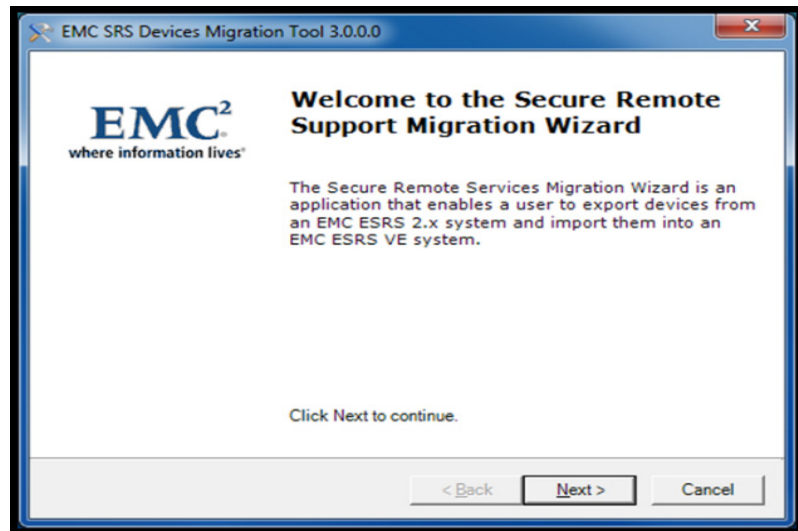 EMC SRS Devices Migration Tool 3.0.0.0
EMC²
where information lives®
Welcome to the Secure Remote
Support Migration Wizard
The Secure Remote Services Migration Wizard is an
application that enables a user to export devices from
an EMC ESRS 2.x system and import them into an
EMC ESRS VE system.
Click Next to continue.
< Back
Next >
Cancel